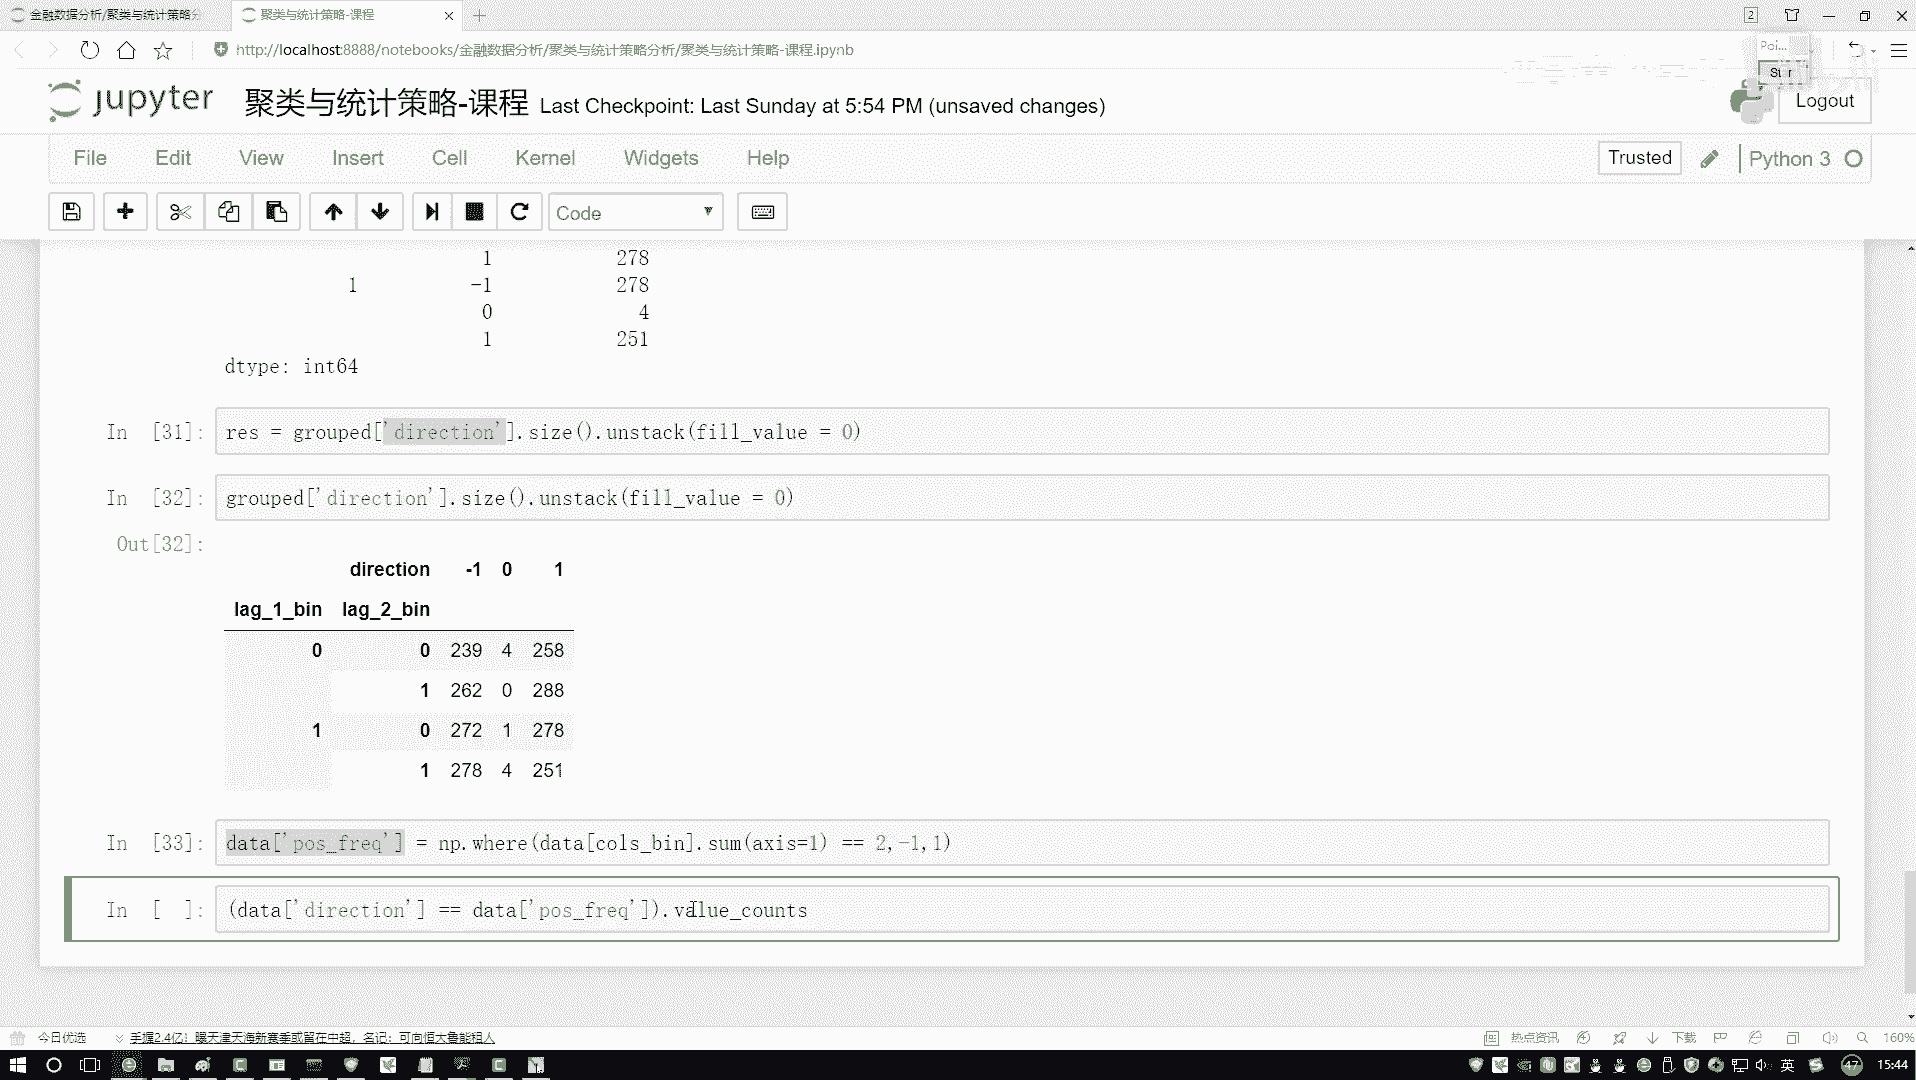 金融数据分析/聚类与统计策略分
聚类与统计策略-课程
2
http://localhost:8888/notebooks/金融数据分析/聚类与统计策略分析/聚类与统计策略-课程.ipynb
Poi...
jupyter 聚类与统计策略-课程 Last Checkpoint: Last Sunday at 5:54 PM (unsaved changes)
Logout
File Edit View Insert Cell Kernel Widgets Help
Trusted Python 3
Code
1 278
1 -1 278
0 4
1 251
dtype: int64
In [31]: res = grouped['direction'].size().unstack(fill_value = 0)
In [32]: grouped['direction'].size().unstack(fill_value = 0)
Out[32]:
direction -1 0 1
lag_1_bin lag_2_bin
0 0 239 4 258
1 262 0 288
1 0 272 1 278
1 278 4 251
In [33]: data['pos_freq'] = np.where(data[cols_bin].sum(axis=1) == 2,-1,1)
In [ ]: (data['direction'] == data['pos_freq']).value_counts
今日优选
手握2.4亿！曝天津天海新赛季或留在中超，名记：可向恒大鲁能租人
热点资讯
下载
160%
英
47
15:44